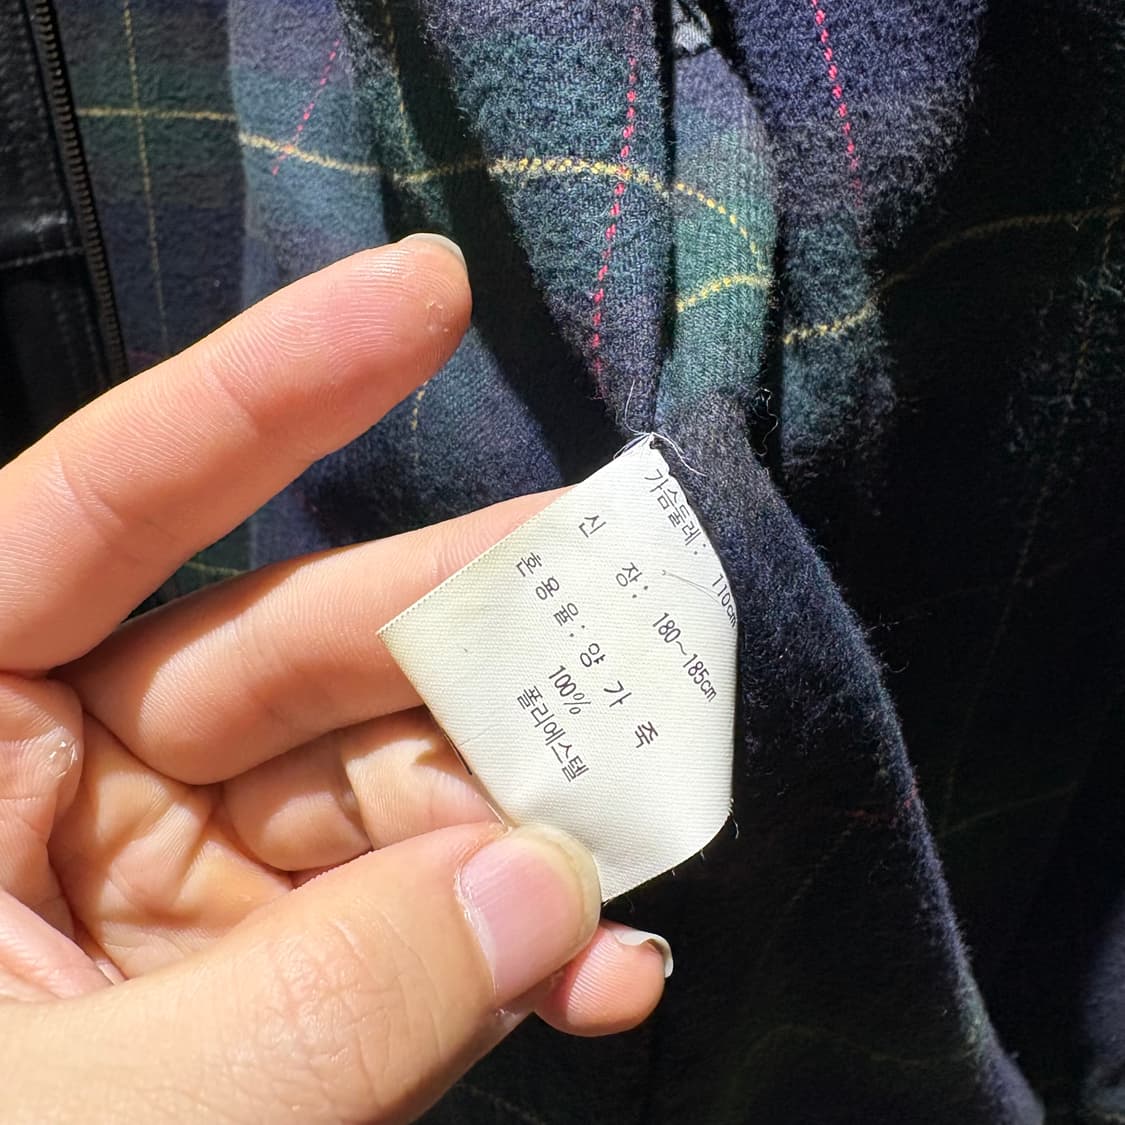 가슴둘레: 110cm
신 장: 180~185cm
혼용율: 양 가 죽
100% 폴리에스텔